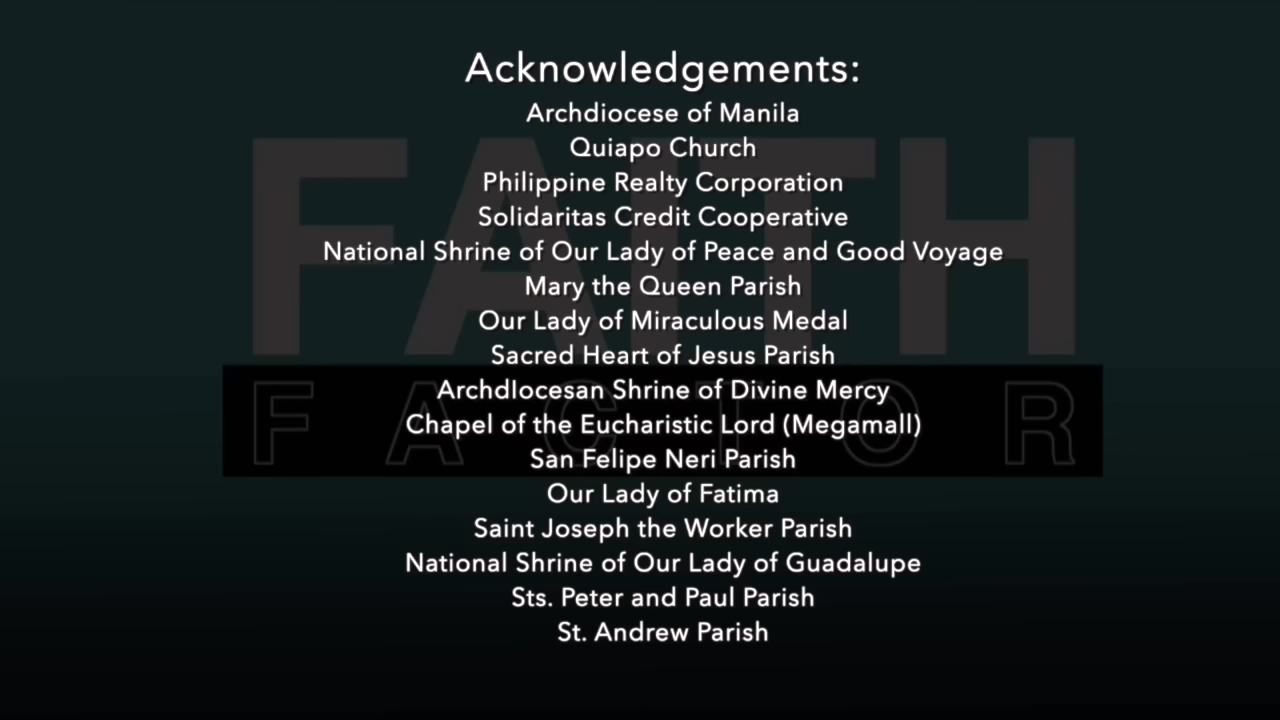 Acknowledgements:
Archdiocese of Manila
Quiapo Church
Philippine Realty Corporation
Solidaritas Credit Cooperative
National Shrine of Our Lady of Peace and Good Voyage
Mary the Queen Parish
Our Lady of Miraculous Medal
Sacred Heart of Jesus Parish
ArchdIocesan Shrine of Divine Mercy
Chapel of the Eucharistic Lord (Megamall)
San Felipe Neri Parish
Our Lady of Fatima
Saint Joseph the Worker Parish
National Shrine of Our Lady of Guadalupe
Sts. Peter and Paul Parish
St. Andrew Parish
FAITH
FACTOR